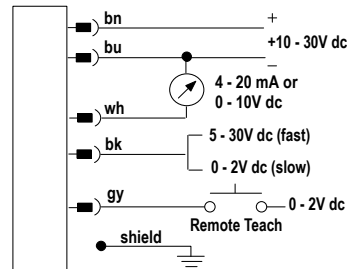 bn
+
+10 - 30V dc
bu
–
4 - 20 mA or
0 - 10V dc
wh
5 - 30V dc (fast)
bk
0 - 2V dc (slow)
gy
0 - 2V dc
Remote Teach
shield